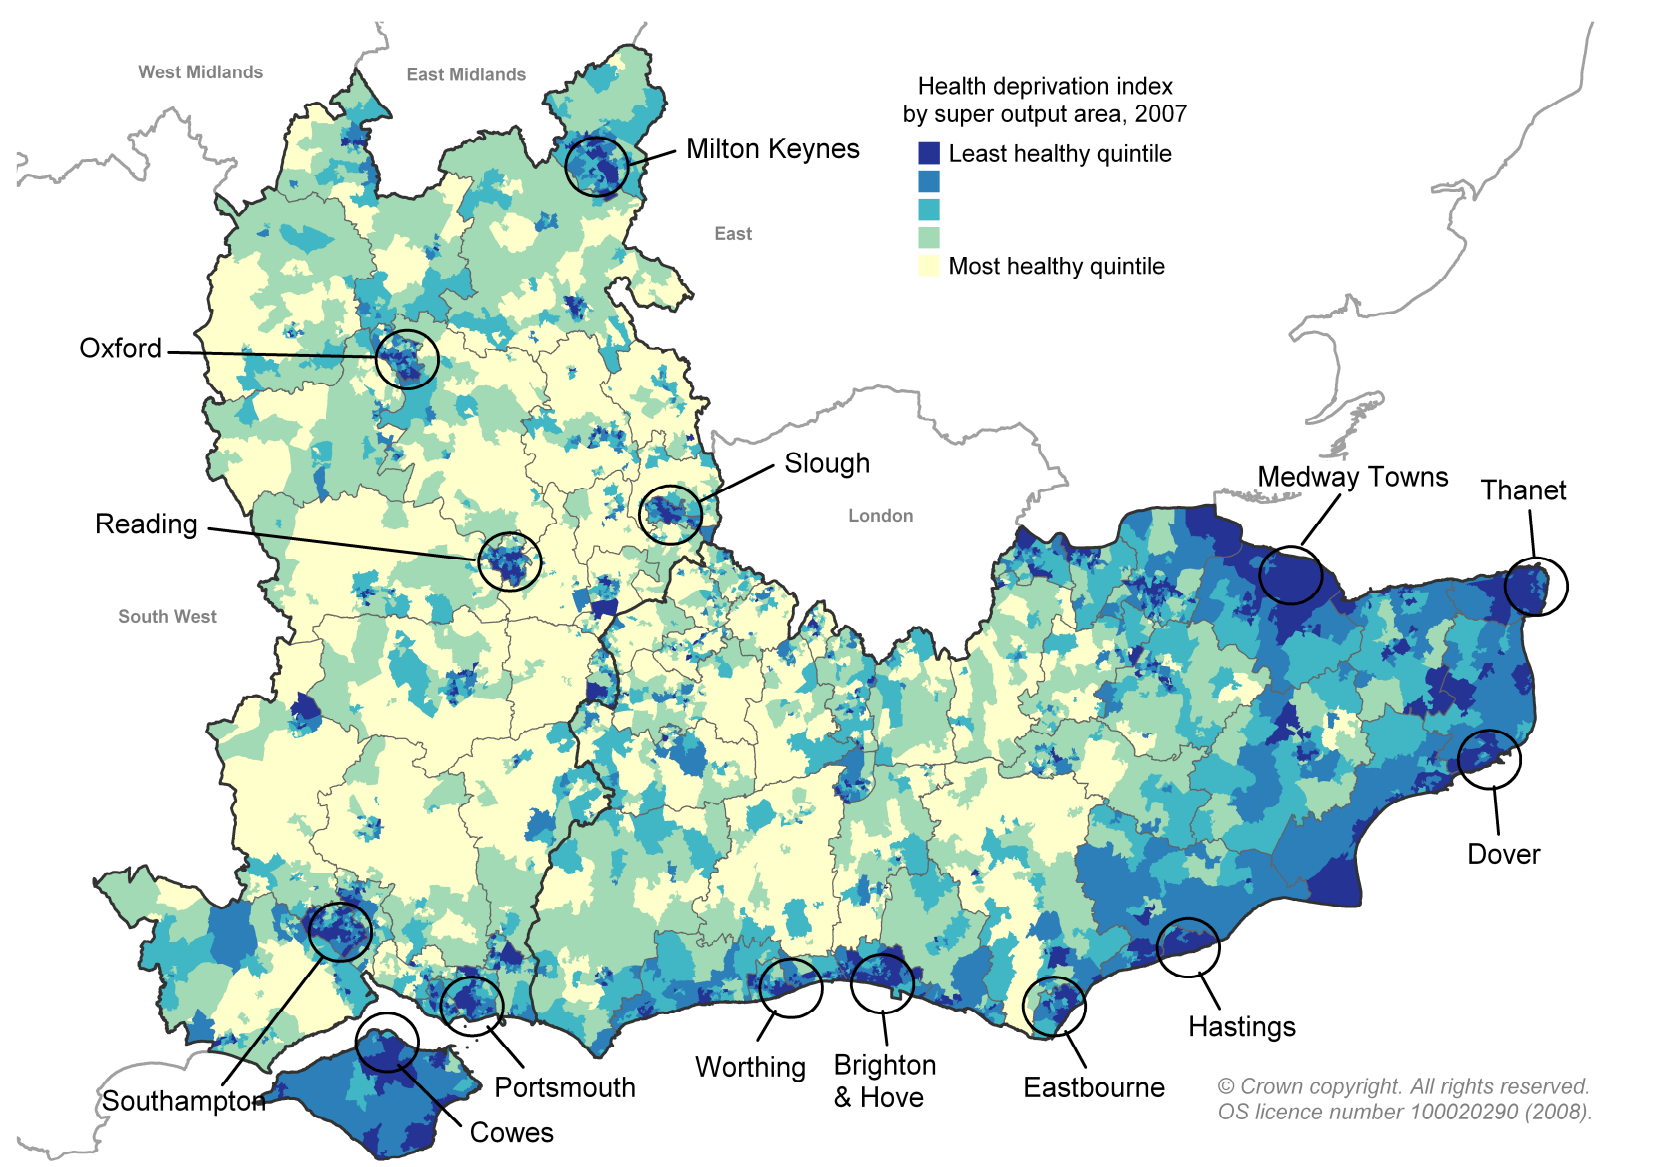 West Midlands
East Midlands
Health deprivation index
by super output area, 2007
Least healthy quintile
Most healthy quintile
Milton Keynes
East
Oxford
Slough
Medway Towns
Thanet
Reading
London
South West
Dover
Hastings
Worthing
Brighton
& Hove
Eastbourne
Portsmouth
Southampton
Cowes
© Crown copyright. All rights reserved.
OS licence number 100020290 (2008).